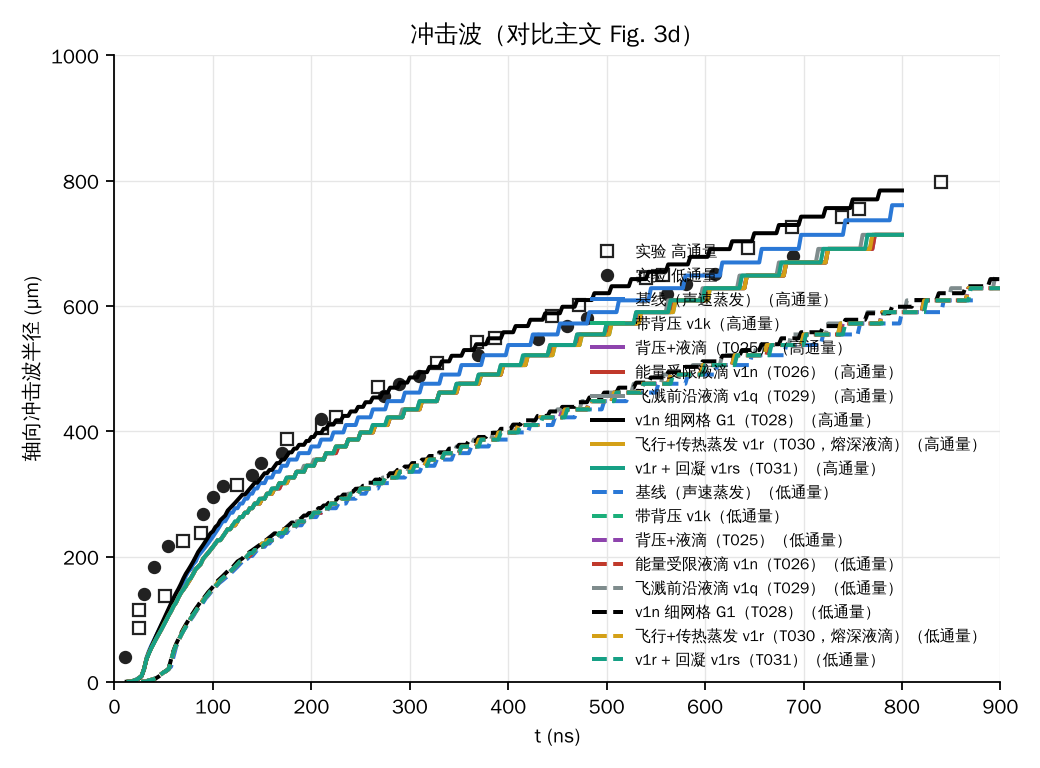 冲击波（对比主文 Fig. 3d）
轴向冲击波半径 (μm)
1000
800
600
400
200
0
0 100 200 300 400 500 600 700 800 900
t (ns)
实验 高通量
实验 低通量
基线（声速蒸发）（高通量）
带背压 v1k（高通量）
背压+液滴（T025）（高通量）
能量受限液滴 v1n（T026）（高通量）
飞溅前沿液滴 v1q（T029）（高通量）
v1n 细网格 G1（T028）（高通量）
飞行+传热蒸发 v1r（T030，熔深液滴）（高通量）
v1r + 回凝 v1rs（T031）（高通量）
基线（声速蒸发）（低通量）
带背压 v1k（低通量）
背压+液滴（T025）（低通量）
能量受限液滴 v1n（T026）（低通量）
飞溅前沿液滴 v1q（T029）（低通量）
v1n 细网格 G1（T028）（低通量）
飞行+传热蒸发 v1r（T030，熔深液滴）（低通量）
v1r + 回凝 v1rs（T031）（低通量）